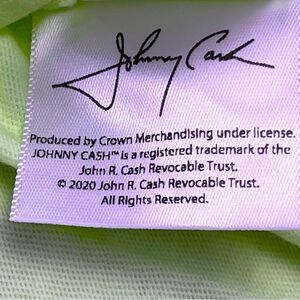 Johnny Cash
Produced by Crown Merchandising under license.
JOHNNY CASH™ is a registered trademark of the
John R. Cash Revocable Trust.
© 2020 John R. Cash Revocable Trust.
All Rights Reserved.